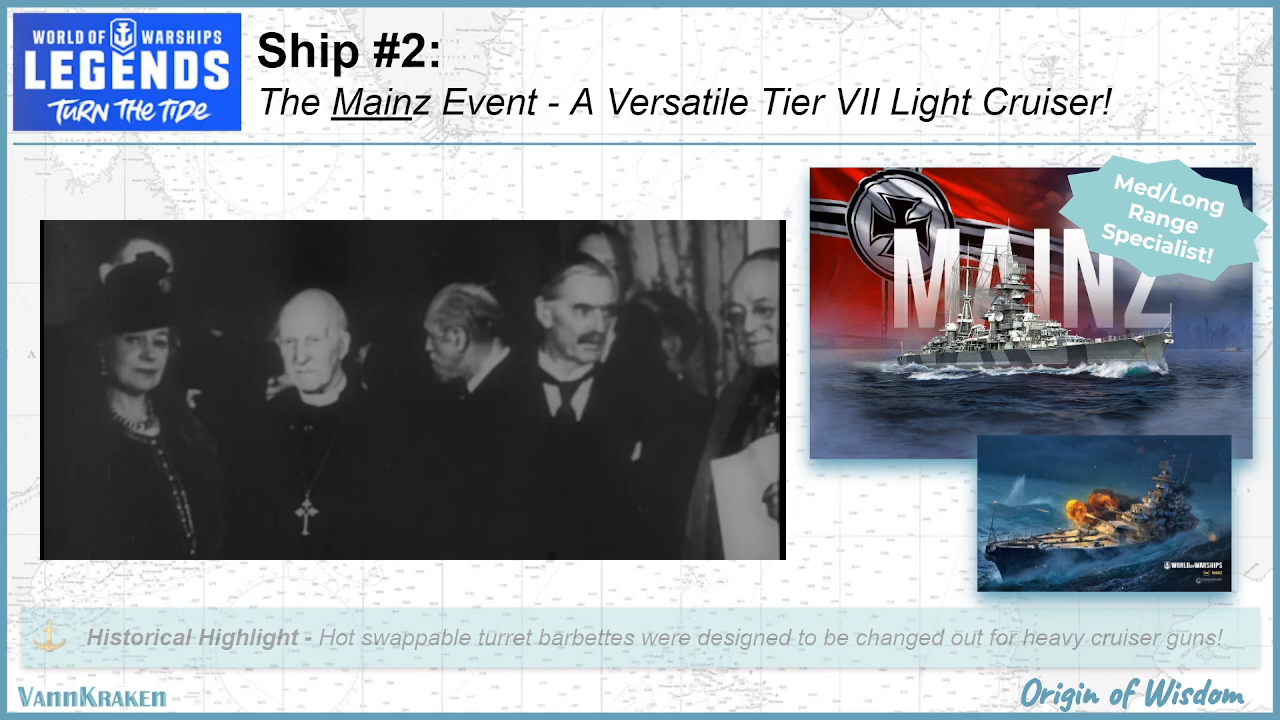 WORLD OF WARSHIPS
LEGENDS
TURN THE TIDE
Ship #2:
The Mainz Event - A Versatile Tier VII Light Cruiser!
Med/Long
Range
Specialist!
MAINZ
WORLD OF WARSHIPS
Historical Highlight - Hot swappable turret barbettes were designed to be changed out for heavy cruiser guns!
VannKraken
Origin of Wisdom